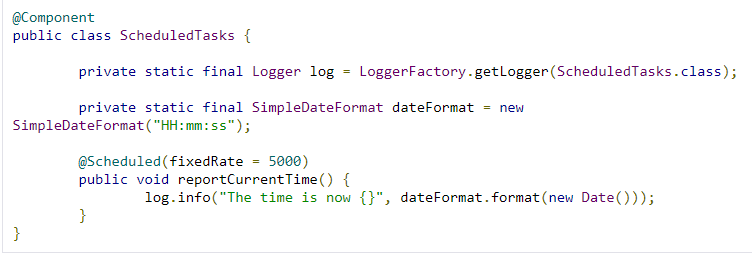 @Component
public class ScheduledTasks {
private static final Logger log = LoggerFactory.getLogger(ScheduledTasks.class);
private static final SimpleDateFormat dateFormat = new
SimpleDateFormat("HH:mm:ss");
@Scheduled(fixedRate = 5000)
public void reportCurrentTime() {
log.info("The time is now {}", dateFormat.format(new Date()));
}
}